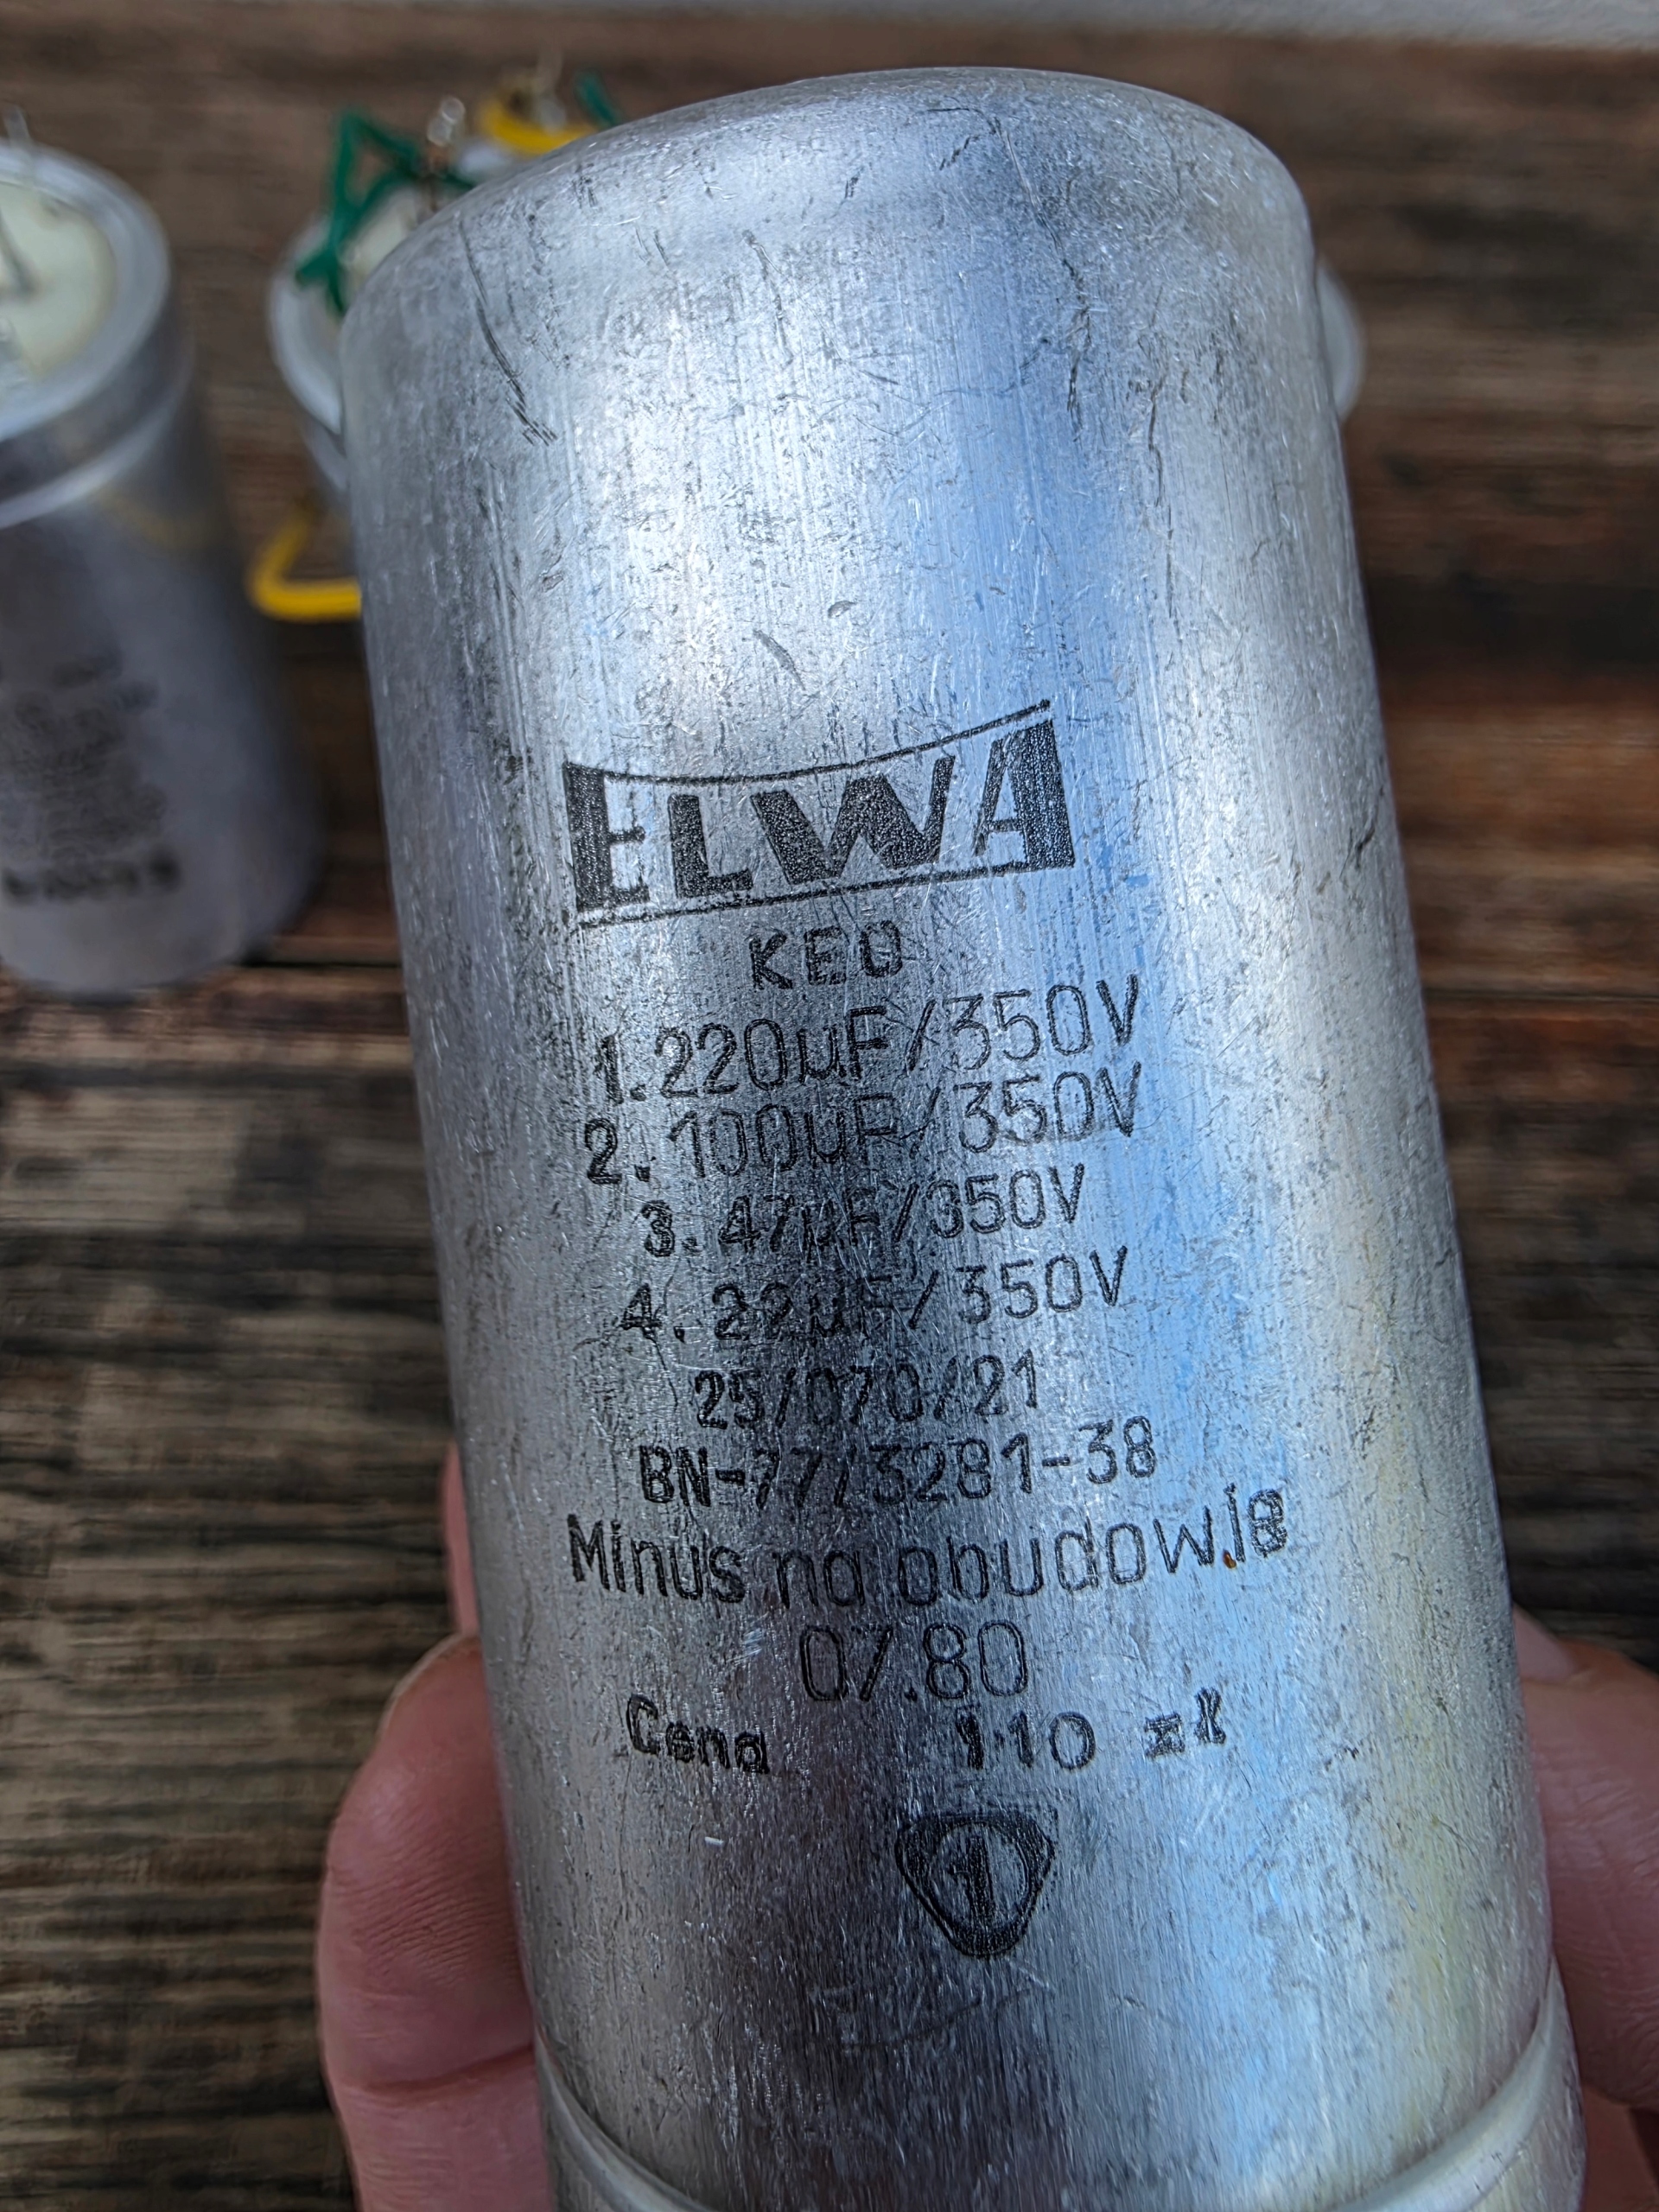 ELWA
KEO
1.220µF/350V
2.100µF/350V
3.47µF/350V
4.22µF/350V
25/070/21
BN-77/3281-38
Minus na obudowie
07.80
Cena 110 zł
1